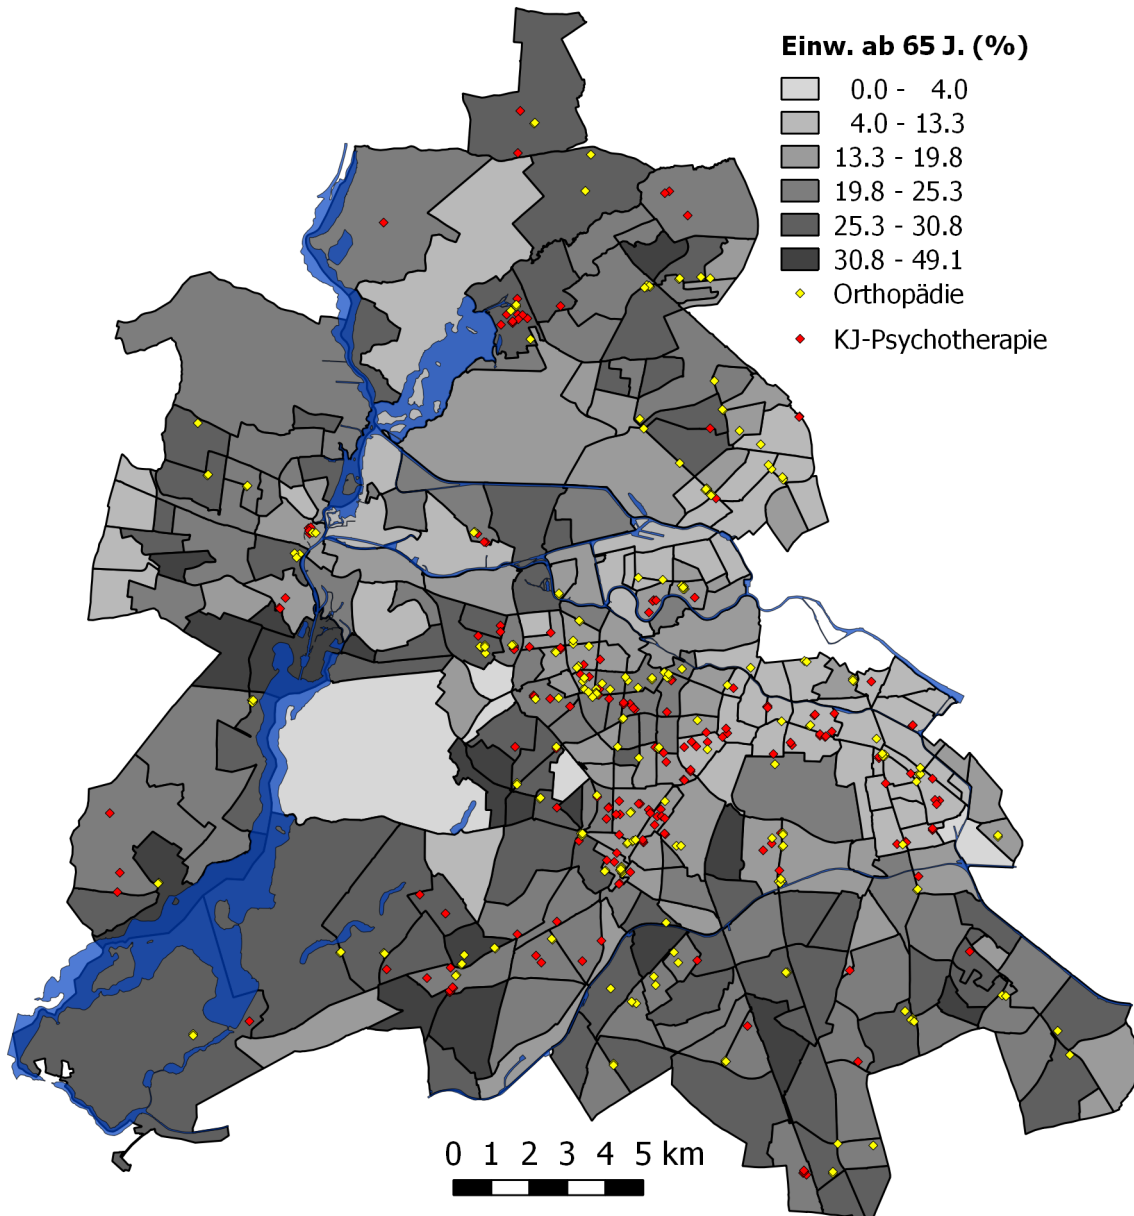 Einw. ab 65 J. (%)
0.0 - 4.0
4.0 - 13.3
13.3 - 19.8
19.8 - 25.3
25.3 - 30.8
30.8 - 49.1
Orthopädie
KJ-Psychotherapie
0 1 2 3 4 5 km